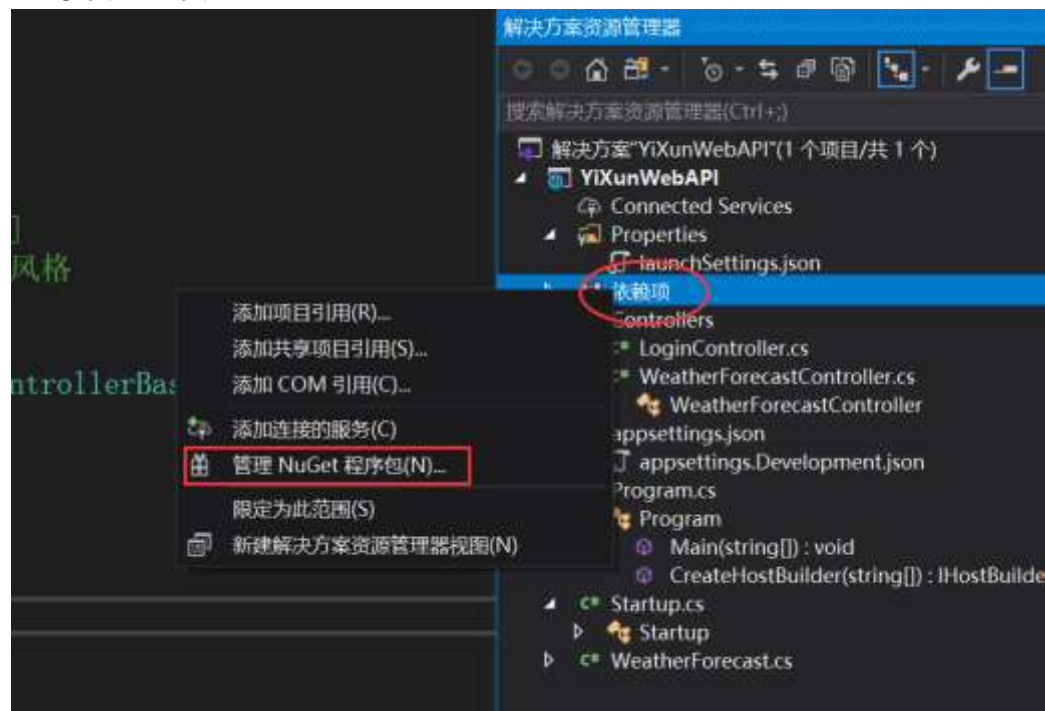 解决方案资源管理器
搜索解决方案资源管理器(Ctrl+;)
解决方案"YiXunWebAPI"(1 个项目/共 1 个)
YiXunWebAPI
Connected Services
Properties
launchSettings.json
依赖项
Controllers
LoginController.cs
WeatherForecastController.cs
WeatherForecastController
appsettings.json
appsettings.Development.json
Program.cs
Program
Main(string[]) : void
CreateHostBuilder(string[]) : IHostBuilde
C# Startup.cs
Startup
C# WeatherForecast.cs
]
风格
ntrollerBas
添加项目引用(R)...
添加共享项目引用(S)...
添加 COM 引用(C)...
添加连接的服务(C)
管理 NuGet 程序包(N)...
限定为此范围(S)
新建解决方案资源管理器视图(N)